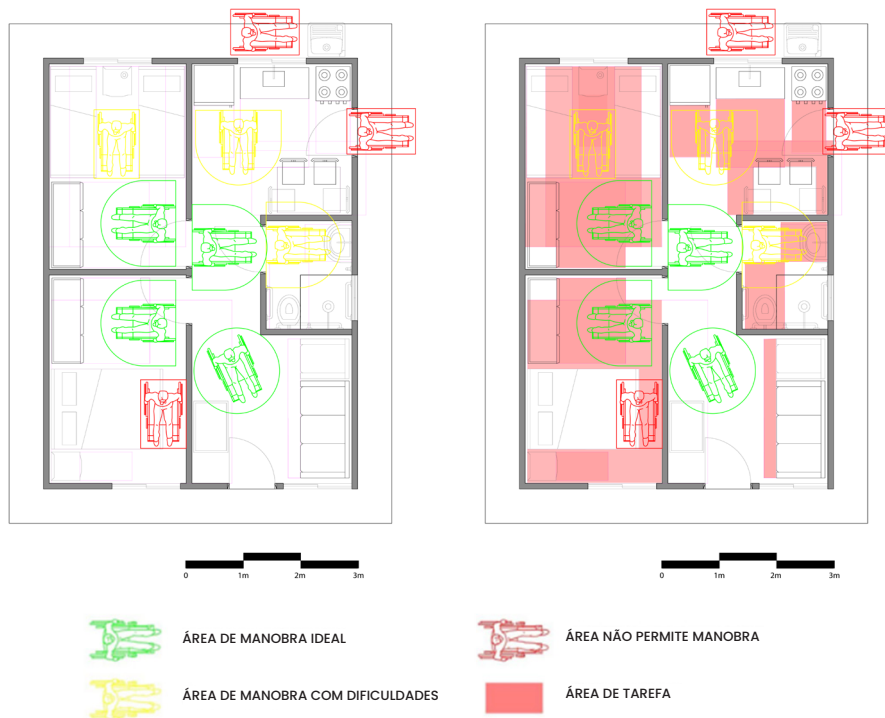 0 1m 2m 3m
0 1m 2m 3m
ÁREA DE MANOBRA IDEAL
ÁREA NÃO PERMITE MANOBRA
ÁREA DE MANOBRA COM DIFICULDADES
ÁREA DE TAREFA